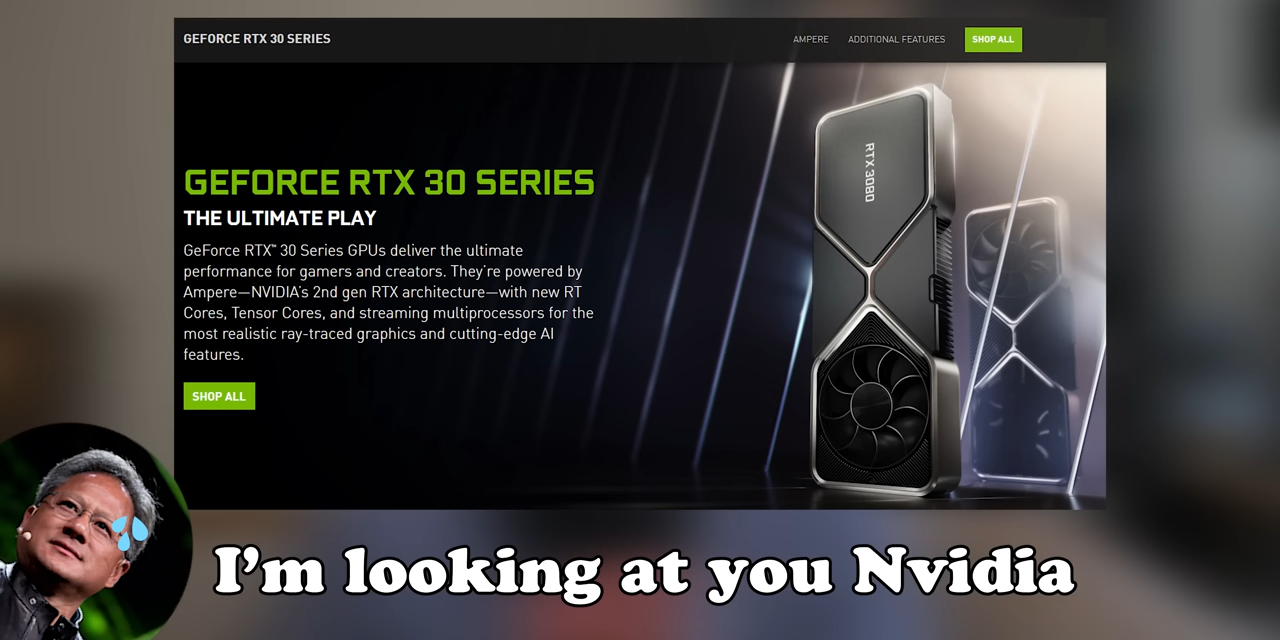 GEFORCE RTX 30 SERIES
AMPERE
ADDITIONAL FEATURES
SHOP ALL
GEFORCE RTX 30 SERIES
THE ULTIMATE PLAY
GeForce RTX™ 30 Series GPUs deliver the ultimate
performance for gamers and creators. They're powered by
Ampere—NVIDIA's 2nd gen RTX architecture—with new RT
Cores, Tensor Cores, and streaming multiprocessors for the
most realistic ray-traced graphics and cutting-edge AI
features.
SHOP ALL
RTX 3080
I'm looking at you Nvidia